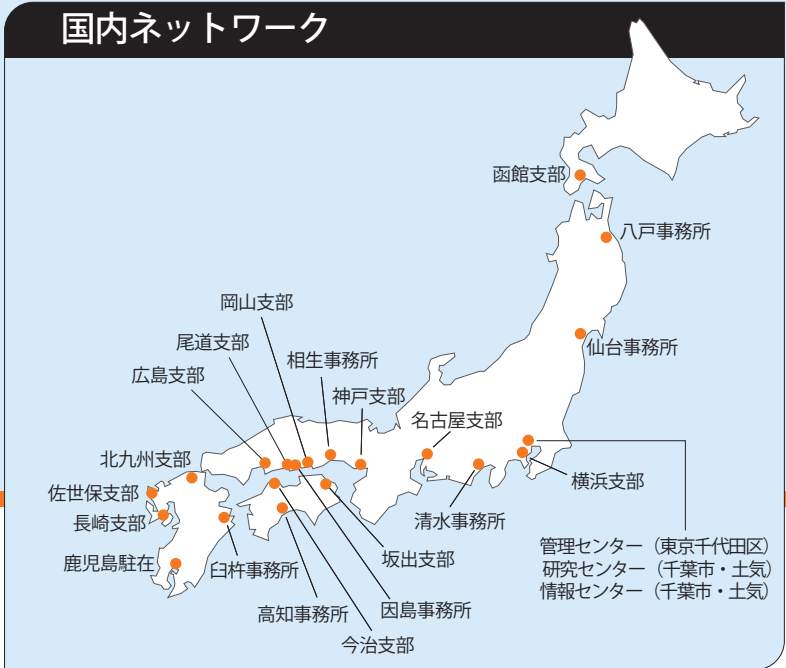 国内ネットワーク
函館支部
八戸事務所
仙台事務所
岡山支部
尾道支部
相生事務所
広島支部
神戸支部
名古屋支部
北九州支部
横浜支部
佐世保支部
長崎支部
清水事務所
坂出支部
鹿児島駐在
臼杵事務所
高知事務所
因島事務所
今治支部
管理センター（東京千代田区）
研究センター（千葉市・土気）
情報センター（千葉市・土気）